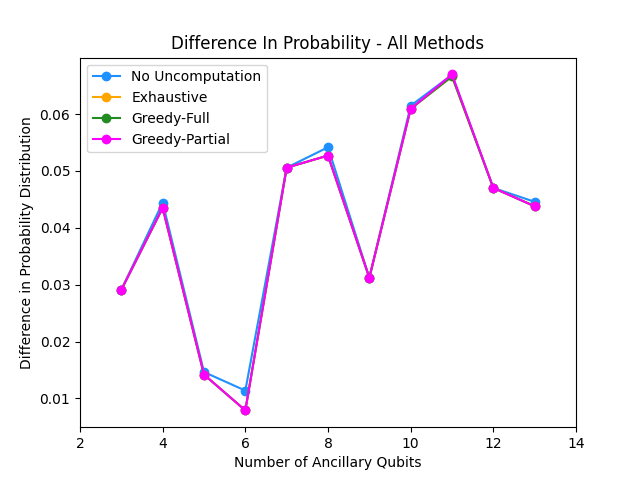 Difference In Probability - All Methods
No Uncomputation
Exhaustive
Greedy-Full
Greedy-Partial
Difference in Probability Distribution
0.06
0.05
0.04
0.03
0.02
0.01
2 4 6 8 10 12 14
Number of Ancillary Qubits